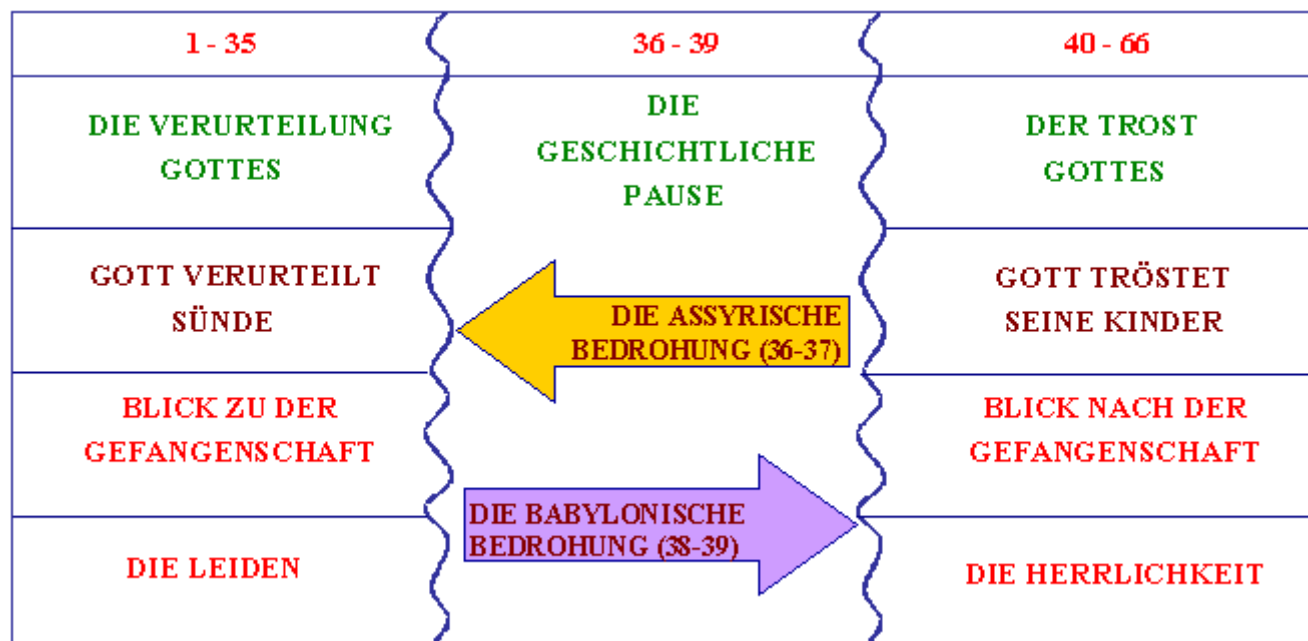 1 - 35
36 - 39
40 - 66
DIE VERURTEILUNG
GOTTES
DIE
GESCHICHTLICHE
PAUSE
DER TROST
GOTTES
GOTT VERURTEILT
SÜNDE
DIE ASSYRISCHE
BEDROHUNG (36-37)
GOTT TRÖSTET
SEINE KINDER
BLICK ZU DER
GEFANGENSCHAFT
BLICK NACH DER
GEFANGENSCHAFT
DIE BABYLONISCHE
BEDROHUNG (38-39)
DIE LEIDEN
DIE HERRLICHKEIT